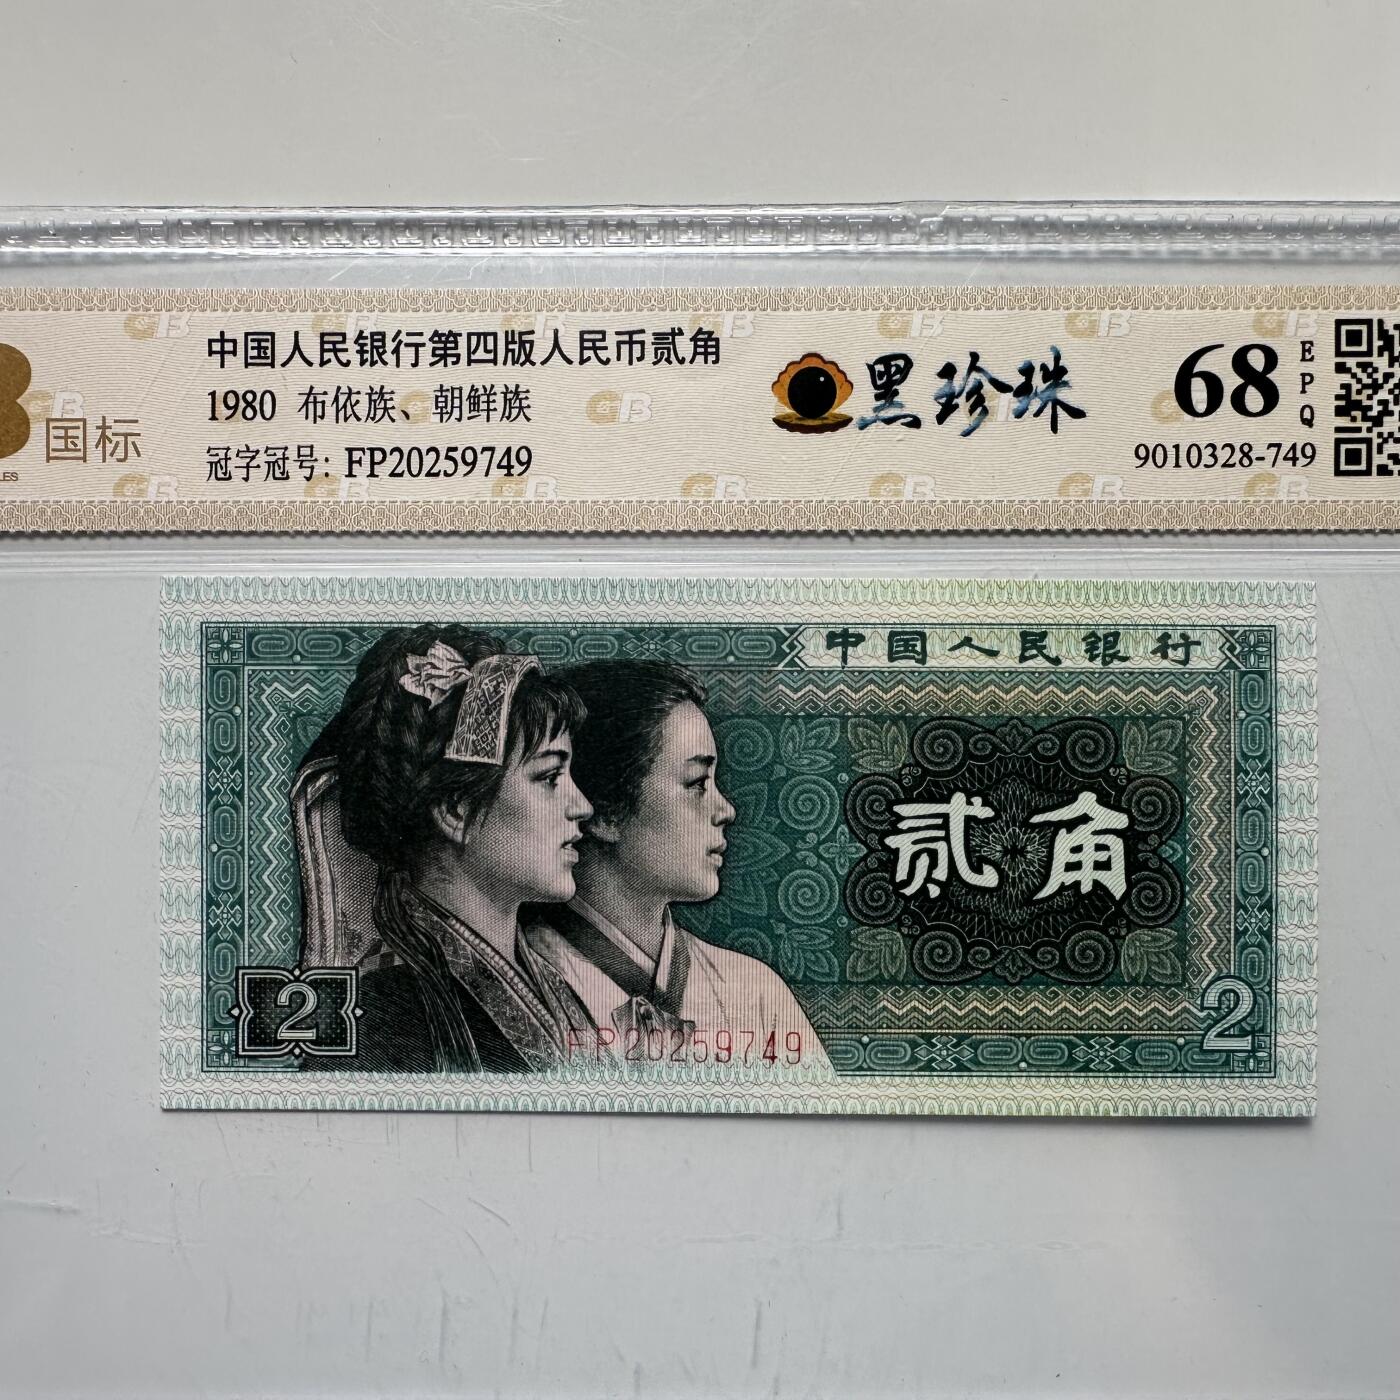 中国人民银行第四版人民币贰角
1980 布依族、朝鲜族
冠字冠号: FP20259749
国标
LES
黑珍珠
68
EPQ
9010328-749
中国人民银行
贰角
2
2
FP20259749